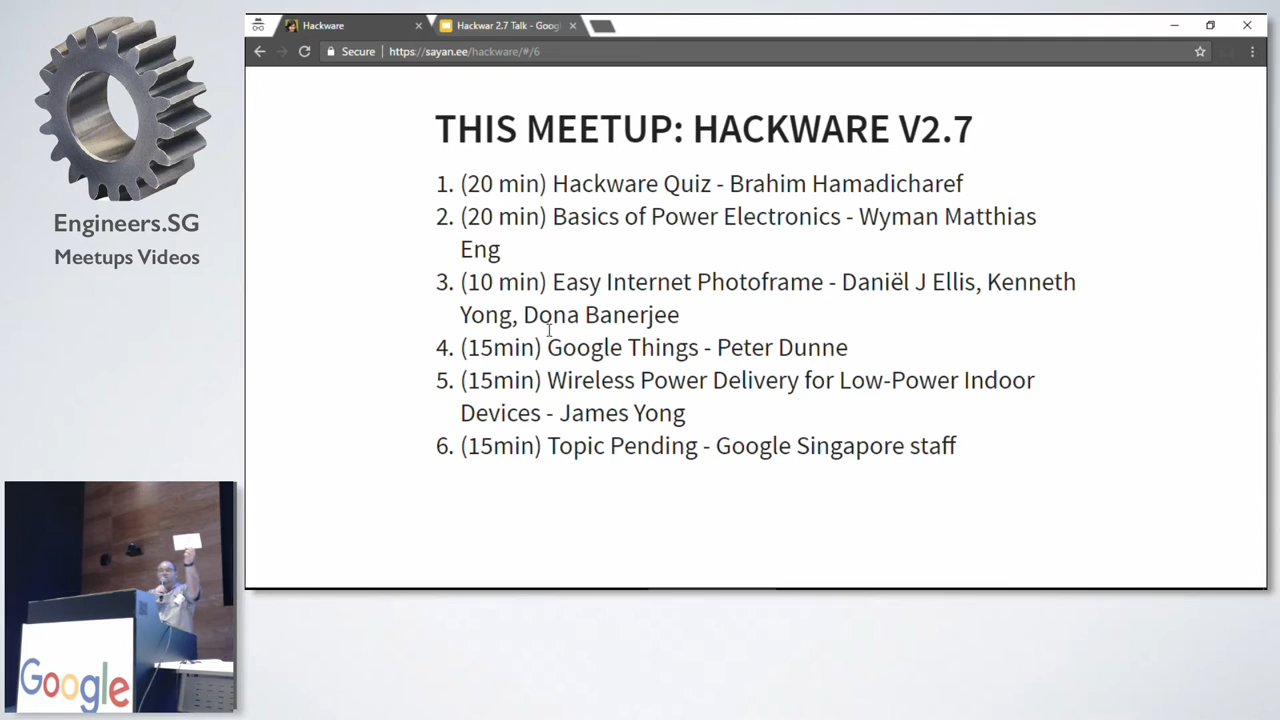 Hackware
Hackwar 2.7 Talk - Goog
Secure
https://sayan.ee/hackware/#/6
THIS MEETUP: HACKWARE V2.7
1. (20 min) Hackware Quiz - Brahim Hamadicharef
2. (20 min) Basics of Power Electronics - Wyman Matthias
Eng
3. (10 min) Easy Internet Photoframe - Daniël J Ellis, Kenneth
Yong, Dona Banerjee
4. (15min) Google Things - Peter Dunne
5. (15min) Wireless Power Delivery for Low-Power Indoor
Devices - James Yong
6. (15min) Topic Pending - Google Singapore staff
Engineers.SG
Meetups Videos
Google